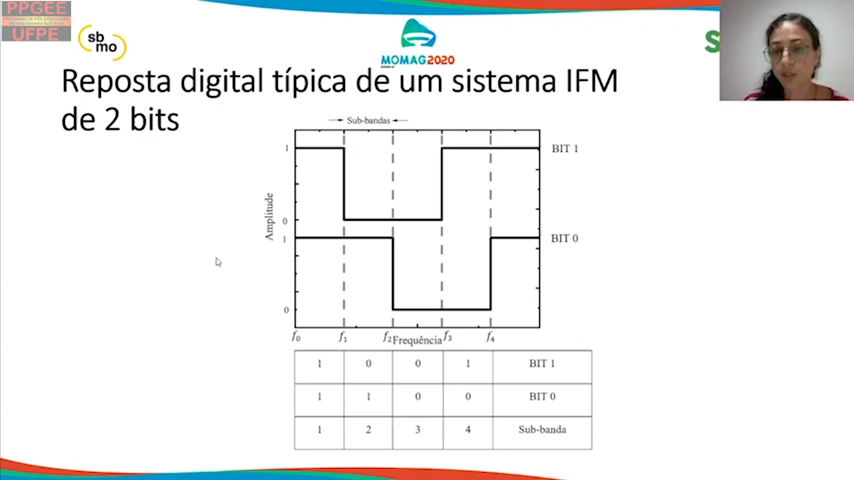 PPGEE
UFPE
sb
mo
MOMAG2020
S
Reposta digital típica de um sistema IFM
de 2 bits
Sub-bandas
Amplitude
1
0
1
0
BIT 1
BIT 0
f0 f1 f2 Frequência f3 f4
1 0 0 1 BIT 1
1 1 0 0 BIT 0
1 2 3 4 Sub-banda